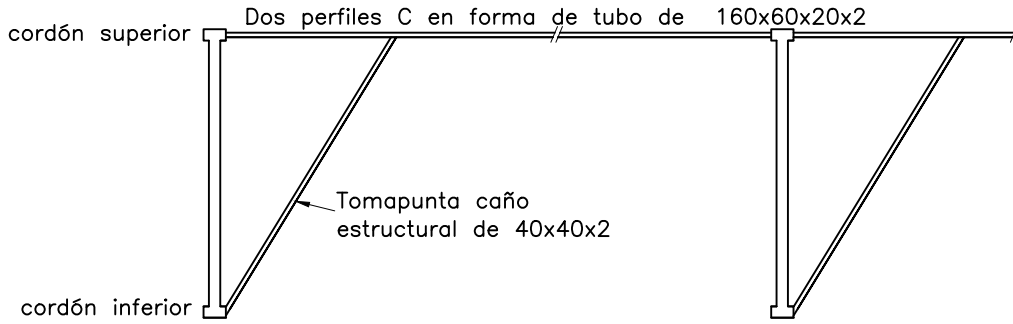 Dos perfiles C en forma de tubo de 160x60x20x2
cordón superior
Tomapunta caño
estructural de 40x40x2
cordón inferior